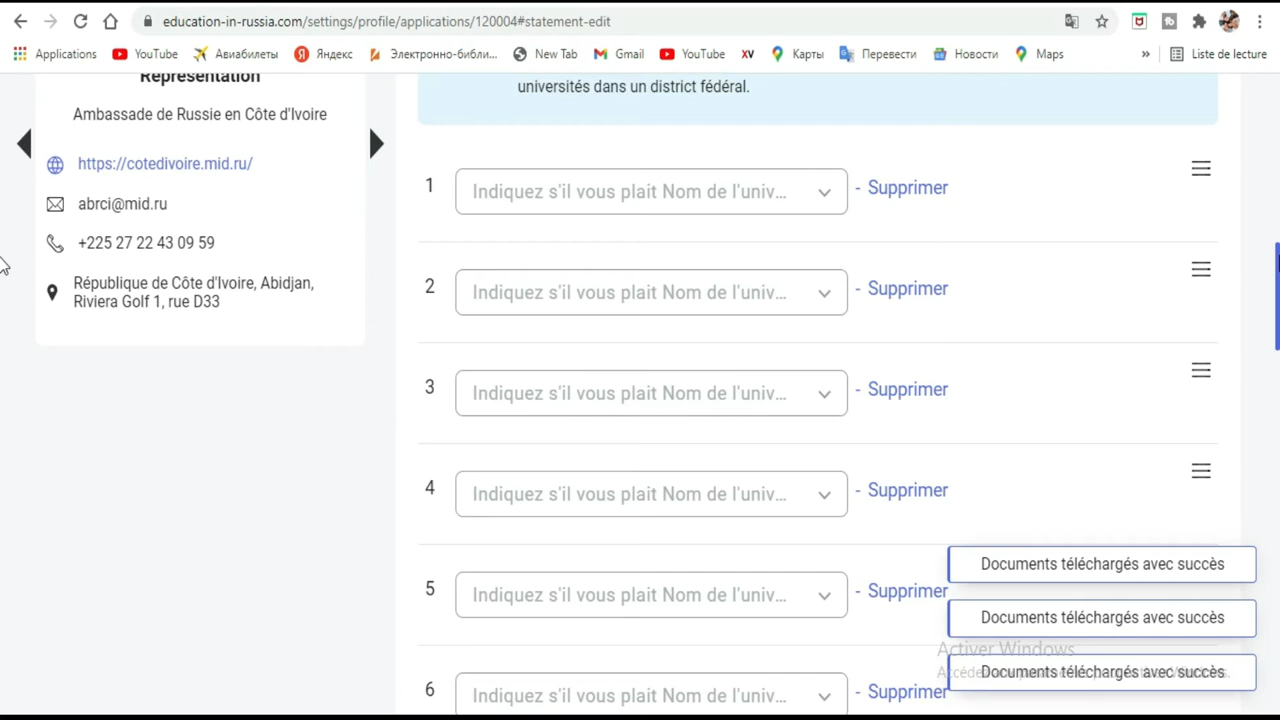 education-in-russia.com/settings/profile/applications/120004#statement-edit
Applications
YouTube
Авиабилеты
Яндекс
Электронно-библи...
New Tab
Gmail
YouTube
XV
Карты
Перевести
Новости
Maps
»
Liste de lecture
Représentation
Ambassade de Russie en Côte d'Ivoire
https://cotedivoire.mid.ru/
abrci@mid.ru
+225 27 22 43 09 59
République de Côte d'Ivoire, Abidjan,
Riviera Golf 1, rue D33
universités dans un district fédéral.
1 Indiquez s'il vous plait Nom de l'univ... - Supprimer
2 Indiquez s'il vous plait Nom de l'univ... - Supprimer
3 Indiquez s'il vous plait Nom de l'univ... - Supprimer
4 Indiquez s'il vous plait Nom de l'univ... - Supprimer
5 Indiquez s'il vous plait Nom de l'univ... - Supprimer
6 Indiquez s'il vous plait Nom de l'univ... - Supprimer
Documents téléchargés avec succès
Documents téléchargés avec succès
Activer Windows
Documents téléchargés avec succès